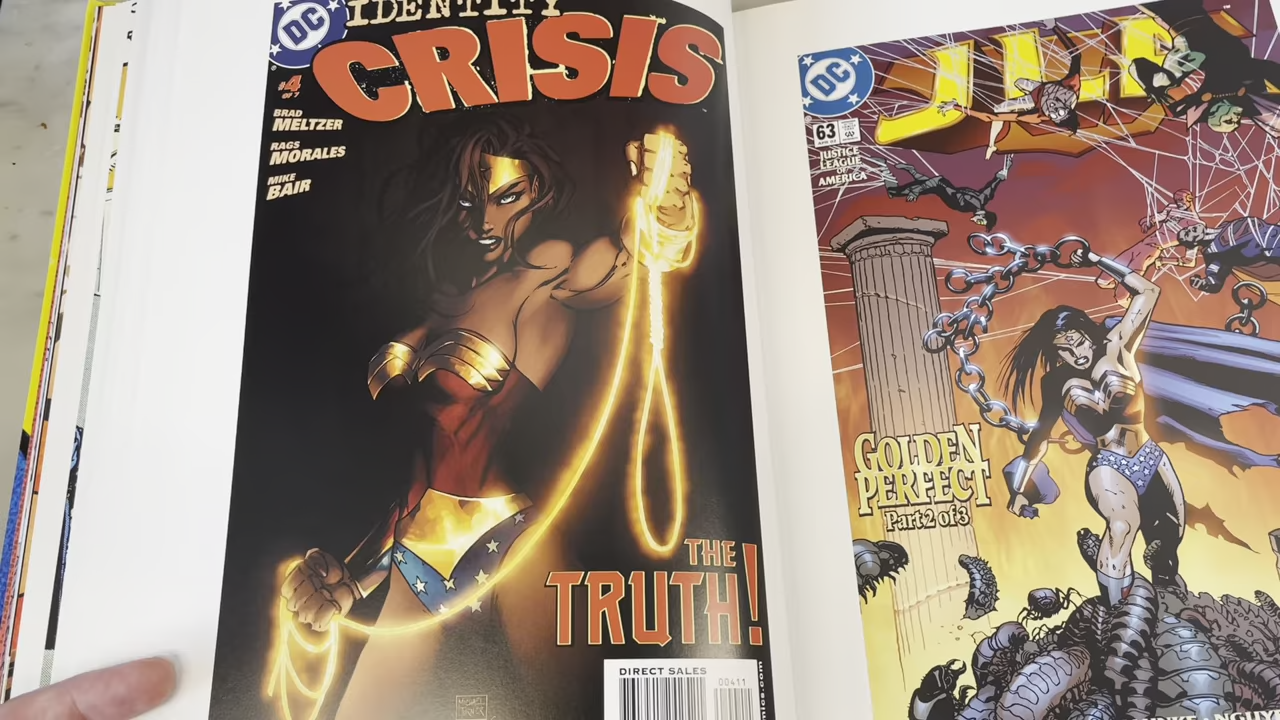 DC
IDENTITY
CRISIS
#4
OF 7
BRAD
MELTZER
RAGS
MORALES
MIKE
BAIR
THE
TRUTH!
DIRECT SALES
00411
DC
JLA
63
JUSTICE
LEAGUE
OF
AMERICA
GOLDEN
PERFECT
Part 2 of 3